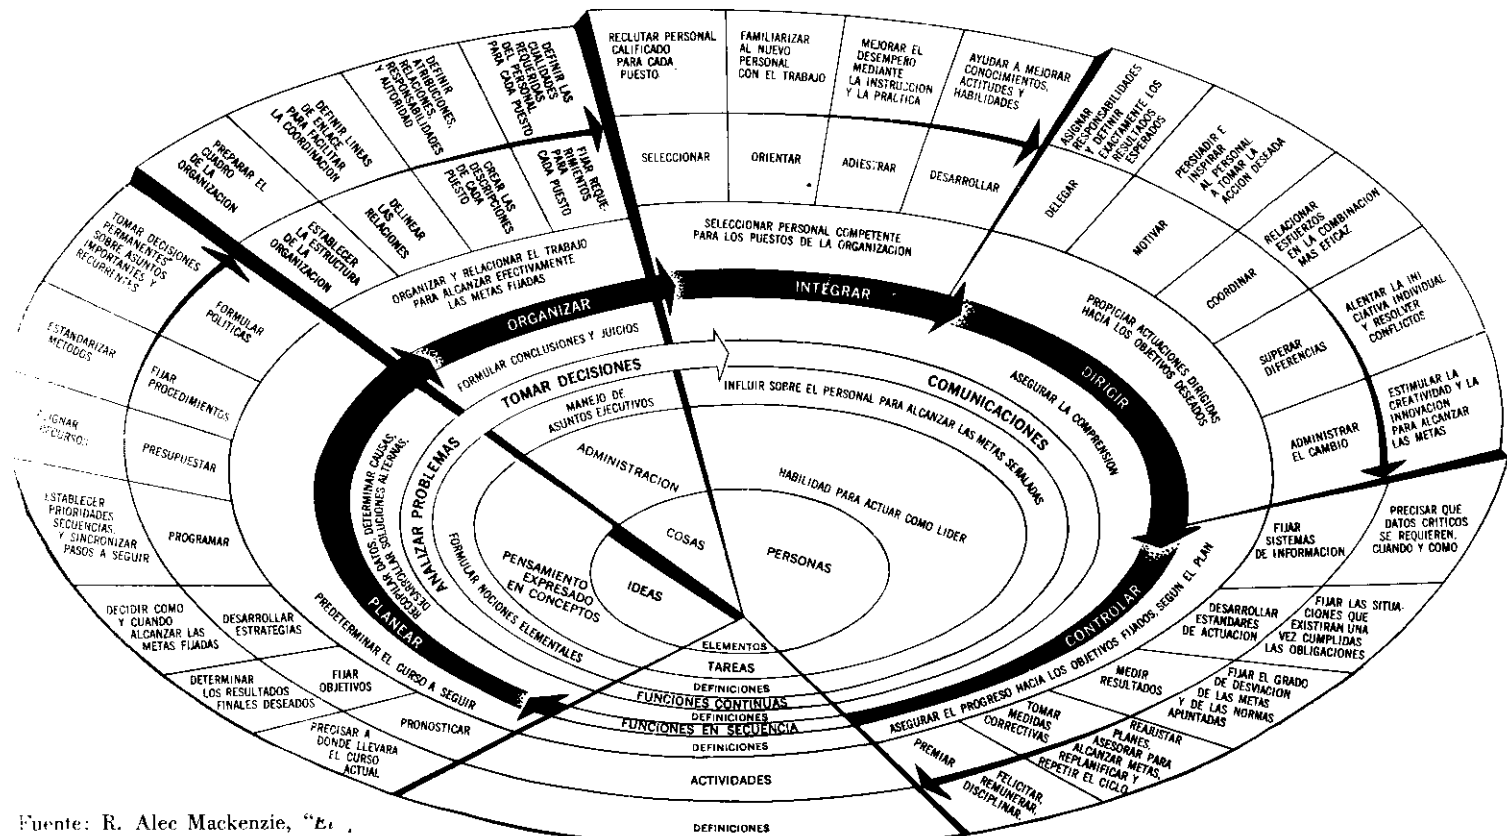 RECLUTAR PERSONAL
CALIFICADO
PARA CADA
PUESTO
FAMILIARIZAR
AL NUEVO
PERSONAL
CON EL TRABAJO
MEJORAR EL
DESEMPEÑO
MEDIANTE
LA INSTRUCCION
Y LA PRACTICA
AYUDAR A MEJORAR
CONOCIMIENTOS,
ACTITUDES Y
HABILIDADES
SELECCIONAR
ORIENTAR
ADIESTRAR
DESARROLLAR
SELECCIONAR PERSONAL COMPETENTE
PARA LOS PUESTOS DE LA ORGANIZACION
INTÉGRAR
ASIGNAR
RESPONSABILIDADES
Y DEFINIR
EXACTAMENTE LOS
RESULTADOS
ESPERADOS
PERSUADIR E
INSPIRAR
AL PERSONAL
A TOMAR LA
ACCION DESEADA
RELACIONAR
ESFUERZOS
EN LA COMBINACION
MAS EFICAZ
ALENTAR LA INI
CIATIVA INDIVIDUAL
Y RESOLVER
CONFLICTOS
ESTIMULAR LA
CREATIVIDAD Y LA
INNOVACION
PARA ALCANZAR
LAS METAS
DELEGAR
MOTIVAR
COORDINAR
SUPERAR
DIFERENCIAS
ADMINISTRAR
EL CAMBIO
PROPICIAR ACTUACIONES DIRIGIDAS
HACIA LOS OBJETIVOS DESEADOS
DIRIGIR
PRECISAR QUE
DATOS CRITICOS
SE REQUIEREN,
CUANDO Y COMO
FIJAR LAS SITUA-
CIONES QUE
EXISTIRAN UNA
VEZ CUMPLIDAS
LAS OBLIGACIONES
FIJAR EL GRADO
DE DESVIACION
DE LAS METAS
Y DE LAS NORMAS
APUNTADAS
REAJUSTAR
PLANES.
ASESORAR PARA
ALCANZAR METAS,
REPLANIFICAR Y
REPETIR EL CICLO
FELICITAR,
REMUNERAR,
DISCIPLINAR.
FIJAR
SISTEMAS
DE INFORMACION
DESARROLLAR
ESTANDARES
DE ACTUACION
MEDIR
RESULTADOS
TOMAR
MEDIDAS
CORRECTIVAS
PREMIAR
ASEGURAR EL PROGRESO HACIA LOS OBJETIVOS FIJADOS, SEGUN EL PLAN
CONTROLAR
DEFINIR LAS
CUALIDADES
REQUERIDAS
DEL PERSONAL
PARA CADA PUESTO
DEFINIR
ATRIBUCIONES,
RELACIONES,
RESPONSABILIDADES
Y AUTORIDAD
DEFINIR LINEAS
DE ENLACE
PARA FACILITAR
LA COORDINACION
PREPARAR EL
CUADRO
DE LA
ORGANIZACION
FIJAR REQUE-
RIMIENTOS
PARA
CADA PUESTO
CREAR LAS
DESCRIPCIONES
DE CADA
PUESTO
DELINEAR
LAS
RELACIONES
ESTABLECER
LA ESTRUCTURA
DE LA
ORGANIZACION
ORGANIZAR Y RELACIONAR EL TRABAJO
PARA ALCANZAR EFECTIVAMENTE
LAS METAS FIJADAS
ORGANIZAR
TOMAR DECISIONES
PERMANENTES
SOBRE ASUNTOS
IMPORTANTES Y
RECURRENTES
ESTANDARIZAR
METODOS
ESTABLECER
PRIORIDADES
SECUENCIAS,
Y SINCRONIZAR
PASOS A SEGUIR
DECIDIR COMO
Y CUANDO
ALCANZAR LAS
METAS FIJADAS
DETERMINAR
LOS RESULTADOS
FINALES DESEADOS
PRECISAR A
DONDE LLEVARA
EL CURSO
ACTUAL
FORMULAR
POLITICAS
FIJAR
PROCEDIMIENTOS
PRESUPUESTAR
PROGRAMAR
DESARROLLAR
ESTRATEGIAS
FIJAR
OBJETIVOS
PRONOSTICAR
PREDETERMINAR EL CURSO A SEGUIR
PLANEAR
RECOPILAR DATOS, DETERMINAR CAUSAS,
DESARROLLAR SOLUCIONES ALTERNAS.
ANALIZAR PROBLEMAS
FORMULAR NOCIONES ELEMENTALES
PENSAMIENTO
EXPRESADO
EN CONCEPTOS
IDEAS
FORMULAR CONCLUSIONES Y JUICIOS
TOMAR DECISIONES
MANEJO DE
ASUNTOS EJECUTIVOS
ADMINISTRACION
COSAS
ASEGURAR LA COMPRENSION
COMUNICACIONES
INFLUIR SOBRE EL PERSONAL PARA ALCANZAR LAS METAS SEÑALADAS
HABILIDAD PARA ACTUAR COMO LIDER
PERSONAS
ELEMENTOS
TAREAS
DEFINICIONES
FUNCIONES CONTINUAS
DEFINICIONES
FUNCIONES EN SECUENCIA
DEFINICIONES
ACTIVIDADES
DEFINICIONES
Fuente: R. Alec Mackenzie, "El